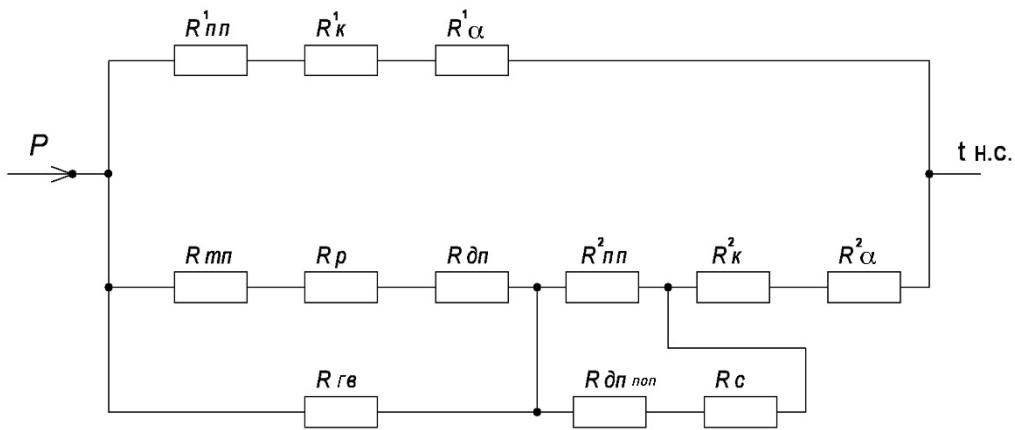 R¹пп R¹к R¹α
P
t н.с.
Rтп Rр Rдп R²пп R²к R²α
Rгв Rдп поп Rс